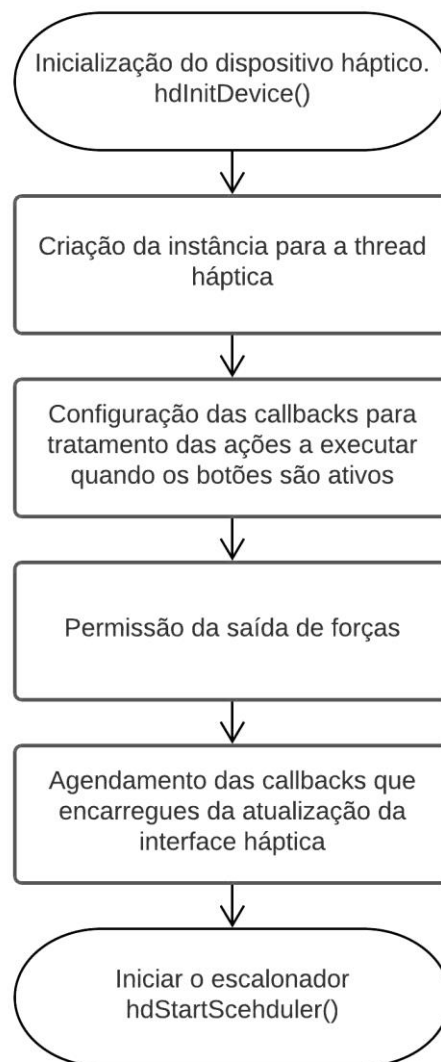 Inicialização do dispositivo háptico.
hdInitDevice()
Criação da instância para a thread
háptica
Configuração das callbacks para
tratamento das ações a executar
quando os botões são ativos
Permissão da saída de forças
Agendamento das callbacks que
encarregues da atualização da
interface háptica
Iniciar o escalonador
hdStartScehduler()